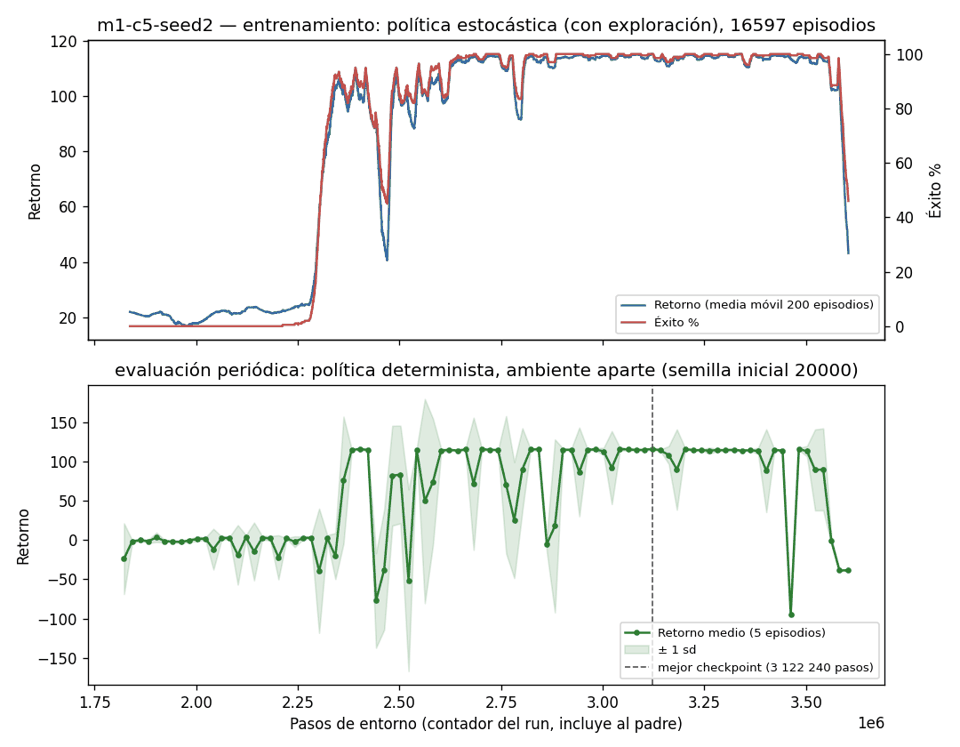 m1-c5-seed2 — entrenamiento: política estocástica (con exploración), 16597 episodios
120
100
80
60
40
20
Retorno
100
80
60
40
20
0
Éxito %
Retorno (media móvil 200 episodios)
Éxito %
evaluación periódica: política determinista, ambiente aparte (semilla inicial 20000)
150
100
50
0
−50
−100
−150
Retorno
Retorno medio (5 episodios)
± 1 sd
mejor checkpoint (3 122 240 pasos)
1.75 2.00 2.25 2.50 2.75 3.00 3.25 3.50
Pasos de entorno (contador del run, incluye al padre)
1e6